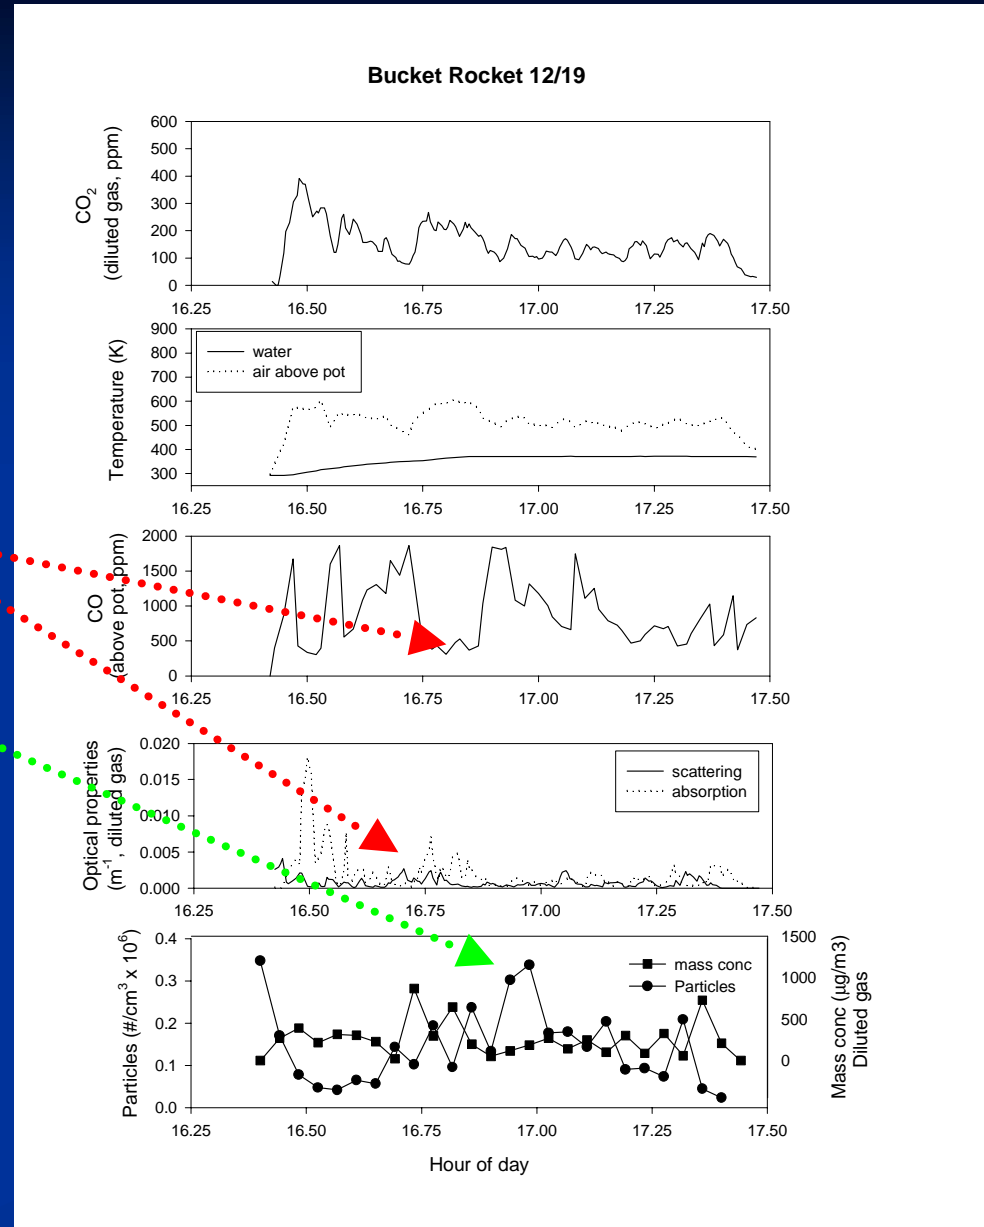 Bucket Rocket 12/19
CO2
(diluted gas, ppm)
600
500
400
300
200
100
0
16.25 16.50 16.75 17.00 17.25 17.50
Temperature (K)
900
800
700
600
500
400
300
water
air above pot
16.25 16.50 16.75 17.00 17.25 17.50
CO
(above pot, ppm)
2000
1500
1000
500
0
16.25 16.50 16.75 17.00 17.25 17.50
Optical properties
(m-1, diluted gas)
0.020
0.015
0.010
0.005
0.000
scattering
absorption
16.25 16.50 16.75 17.00 17.25 17.50
Particles (#/cm3 x 106)
0.4
0.3
0.2
0.1
0.0
mass conc
Particles
1500
1000
500
0
Mass conc (µg/m3)
Diluted gas
16.25 16.50 16.75 17.00 17.25 17.50
Hour of day